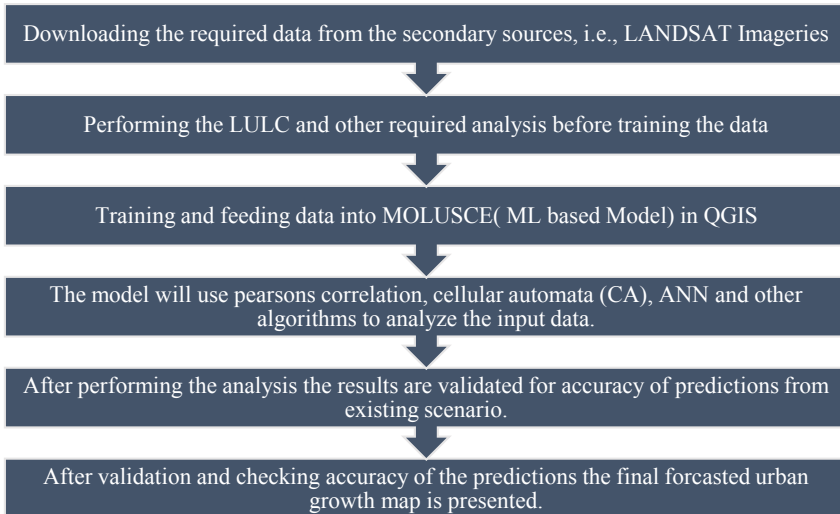 Downloading the required data from the secondary sources, i.e., LANDSAT Imageries
Performing the LULC and other required analysis before training the data
Training and feeding data into MOLUSCE( ML based Model) in QGIS
The model will use pearsons correlation, cellular automata (CA), ANN and other
algorithms to analyze the input data.
After performing the analysis the results are validated for accuracy of predictions from
existing scenario.
After validation and checking accuracy of the predictions the final forcasted urban
growth map is presented.